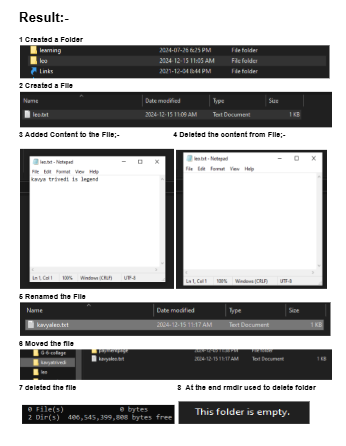 Result:-
1 Created a Folder
learning 2024-07-26 6:25 PM File folder
leo 2024-12-15 11:05 AM File folder
Links 2021-12-04 8:44 PM File folder
2 Created a File
Name Date modified Type Size
leo.txt 2024-12-15 11:09 AM Text Document 1 KB
3 Added Content to the File;-
4 Deleted the content from File;-
leo.txt - Notepad
File Edit Format View Help
kavya trivedi is legend
Ln 1, Col 1 100% Windows (CRLF) UTF-8
leo.txt - Notepad
File Edit Format View Help
Ln 1, Col 1 100% Windows (CRLF) UTF-8
5 Renamed the File
Name Date modified Type Size
kavyaleo.txt 2024-12-15 11:17 AM Text Document 1 KB
6 Moved the file
0-6-collage
kavyatrivedi
leo
paymentpage
kavyaleo.txt 2024-12-15 11:17 AM Text Document 1 KB
7 deleted the file
8 At the end rmdir used to delete folder
0 File(s) 0 bytes
2 Dir(s) 406,545,399,808 bytes free
This folder is empty.